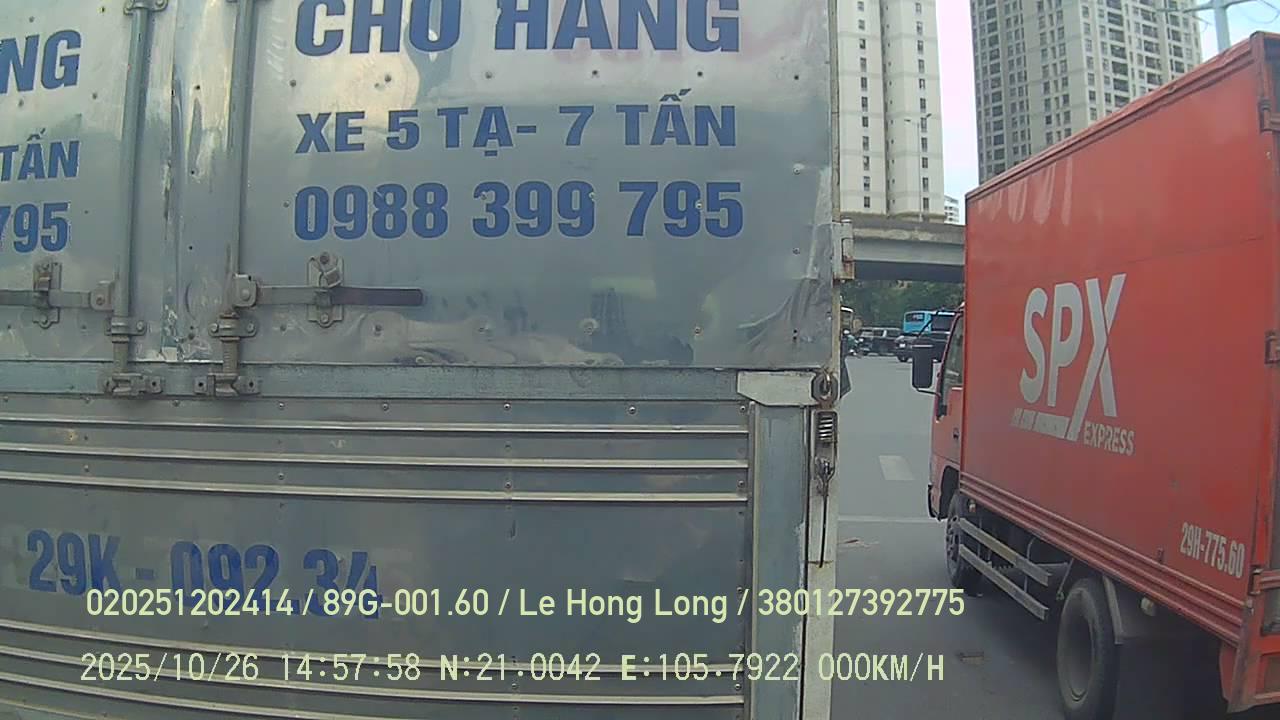 NG
TẤN
795
CHỞ HÀNG
XE 5 TẠ- 7 TẤN
0988 399 795
29K-092.34
SPX
EXPRESS
29H-775.60
020251202414 / 89G-001.60 / Le Hong Long / 380127392775
2025/10/26 14:57:58 N:21.0042 E:105.7922 000KM/H